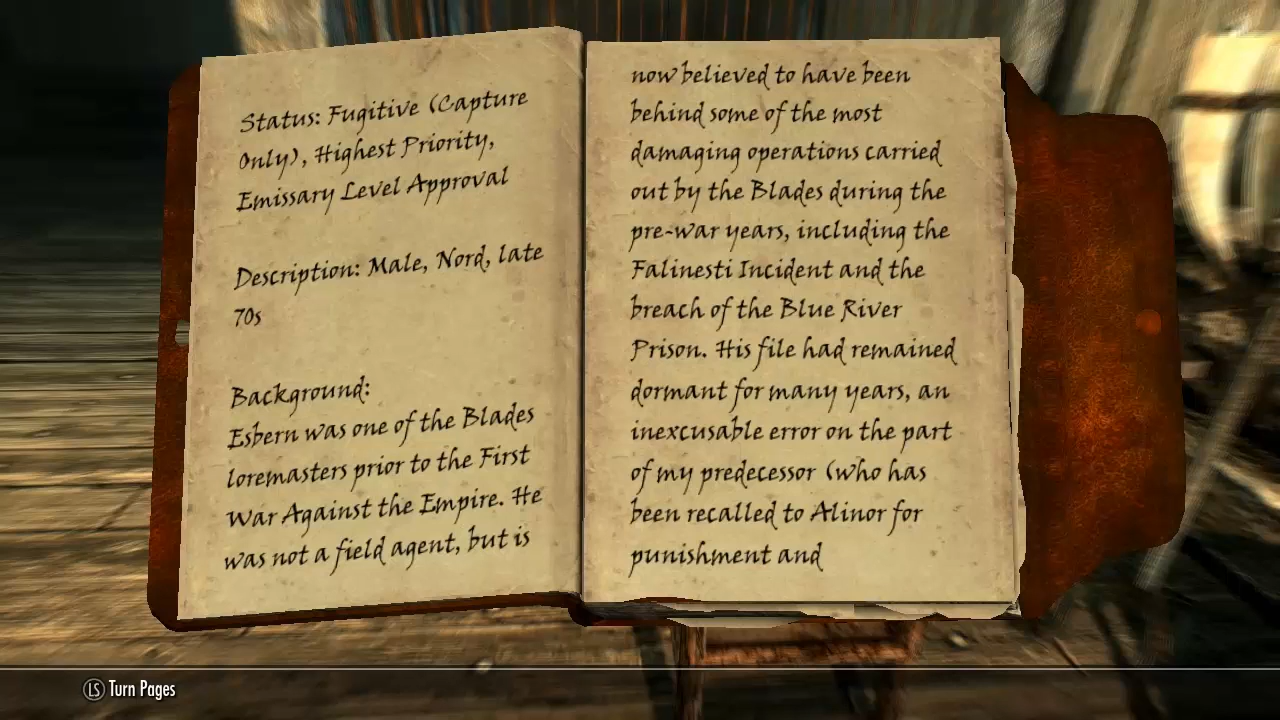 Status: Fugitive (Capture
Only), Highest Priority,
Emissary Level Approval
Description: Male, Nord, late
70s
Background:
Esbern was one of the Blades
loremasters prior to the First
War Against the Empire. He
was not a field agent, but is
now believed to have been
behind some of the most
damaging operations carried
out by the Blades during the
pre-war years, including the
Falinesti Incident and the
breach of the Blue River
Prison. His file had remained
dormant for many years, an
inexcusable error on the part
of my predecessor (who has
been recalled to Alinor for
punishment and
LS Turn Pages